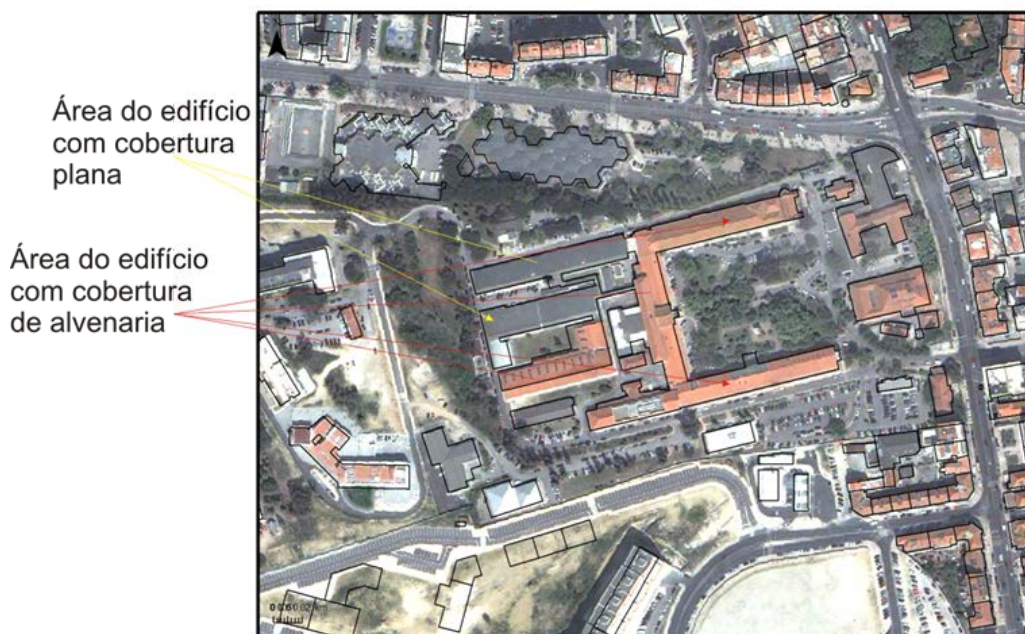 Área do edifício
com cobertura
plana
Área do edifício
com cobertura
de alvenaria